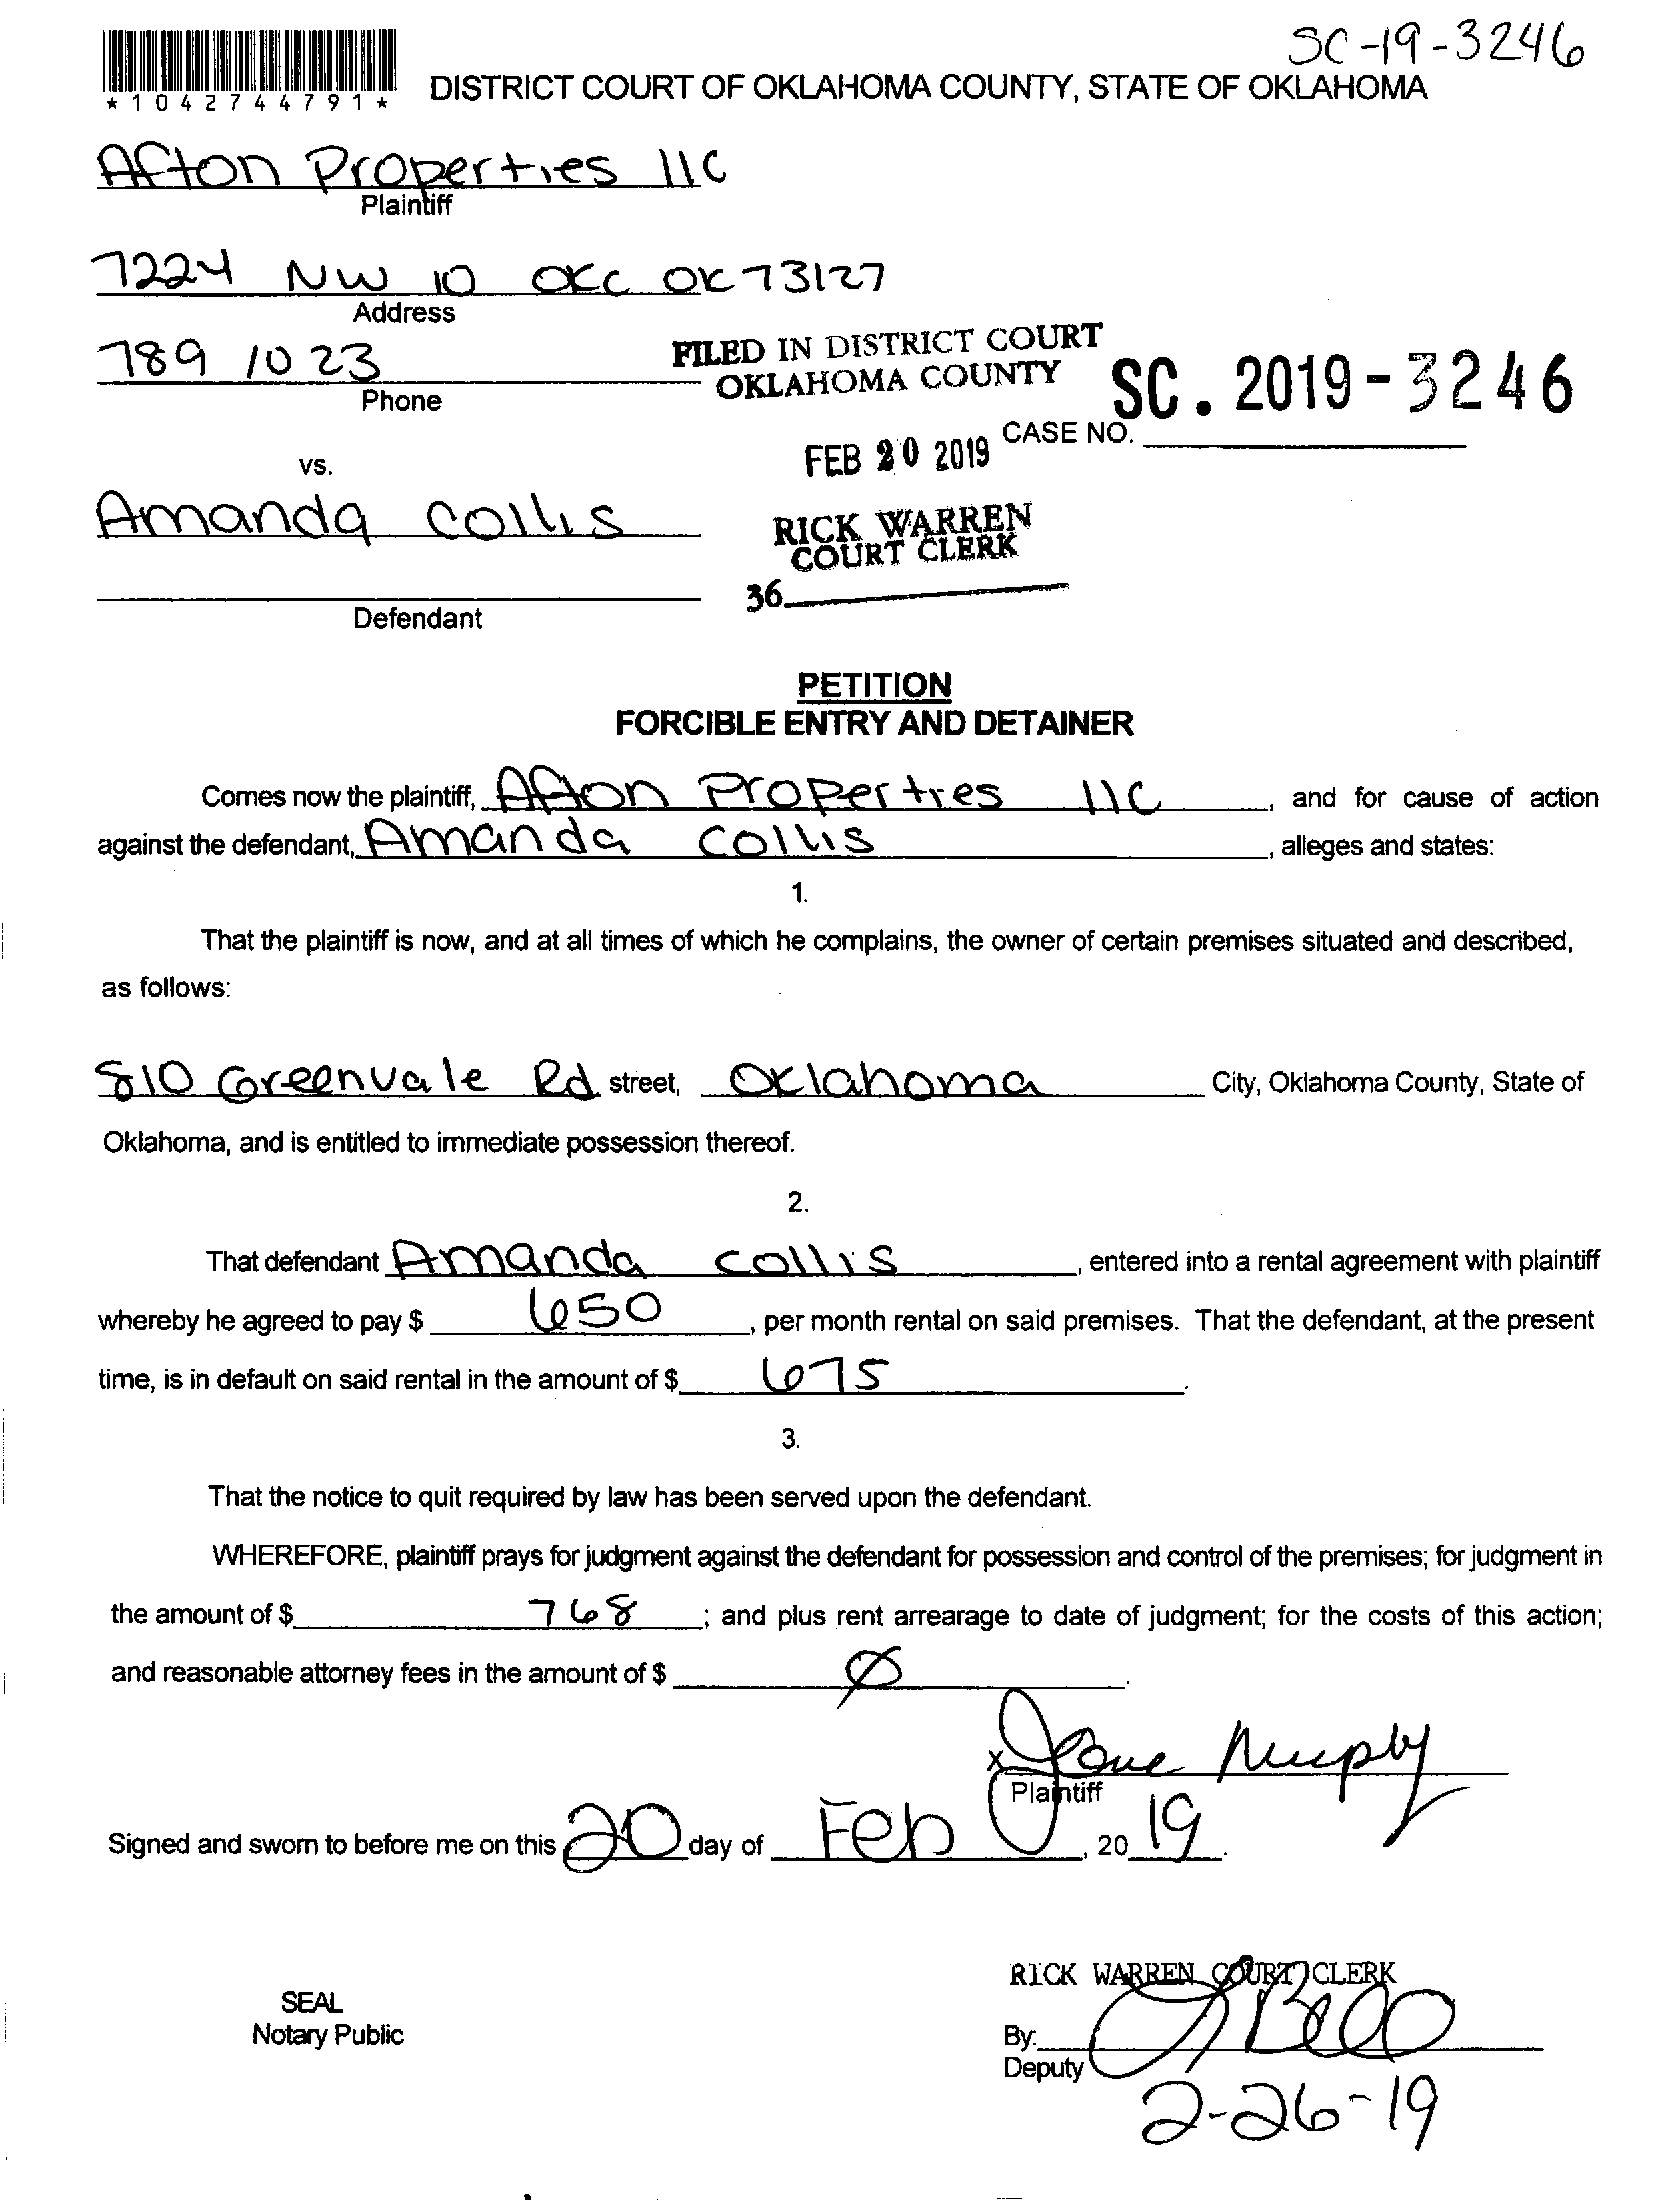 SC-19-3246
*1042744791*
DISTRICT COURT OF OKLAHOMA COUNTY, STATE OF OKLAHOMA
Afton Properties llC
Plaintiff
7224 NW 10 OKC OK 73127
Address
789 1023
Phone
FILED IN DISTRICT COURT
OKLAHOMA COUNTY
SC. 2019-3246
CASE NO.
FEB 20 2019
vs.
Amanda Collis
RICK WARREN
COURT CLERK
36
Defendant
PETITION
FORCIBLE ENTRY AND DETAINER
Comes now the plaintiff, Afton Properties llC, and for cause of action
against the defendant, Amanda Collis, alleges and states:
1.
That the plaintiff is now, and at all times of which he complains, the owner of certain premises situated and described,
as follows:
810 Greenvale Rd street, Oklahoma City, Oklahoma County, State of
Oklahoma, and is entitled to immediate possession thereof.
2.
That defendant Amanda Collis, entered into a rental agreement with plaintiff
whereby he agreed to pay $ 650, per month rental on said premises. That the defendant, at the present
time, is in default on said rental in the amount of $ 675.
3.
That the notice to quit required by law has been served upon the defendant.
WHEREFORE, plaintiff prays for judgment against the defendant for possession and control of the premises; for judgment in
the amount of $ 768; and plus rent arrearage to date of judgment; for the costs of this action;
and reasonable attorney fees in the amount of $ Ø.
x Jane Murphy
Plaintiff
Signed and sworn to before me on this 20 day of Feb, 20 19.
RICK WARREN COURT CLERK
SEAL
Notary Public
By: 
Deputy
2-26-19